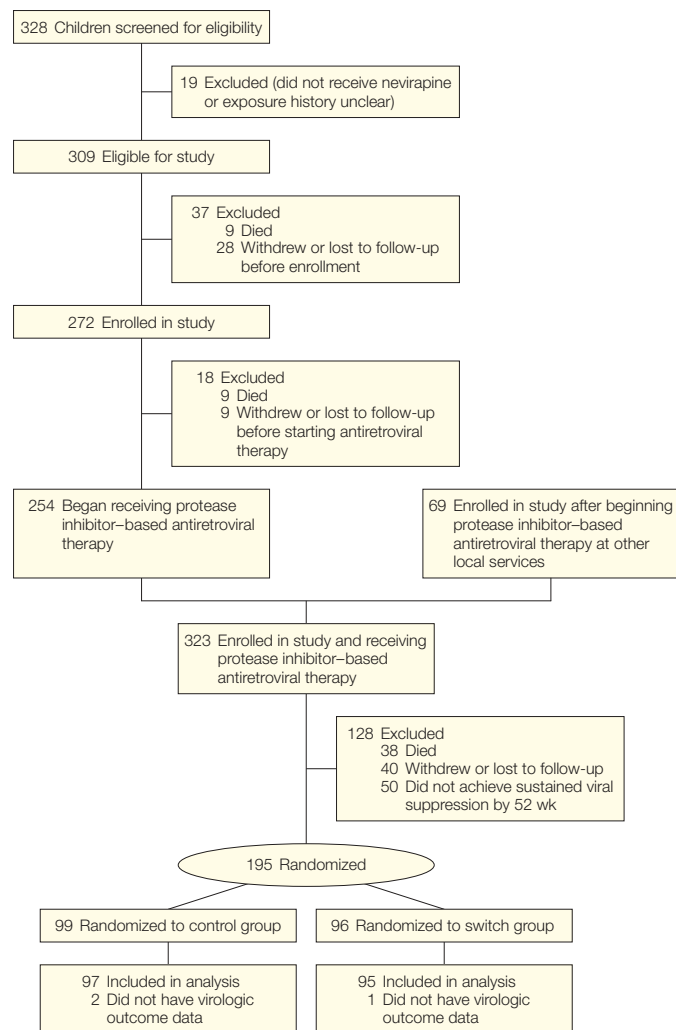 328 Children screened for eligibility
19 Excluded (did not receive nevirapine
or exposure history unclear)
309 Eligible for study
37 Excluded
9 Died
28 Withdrew or lost to follow-up
before enrollment
272 Enrolled in study
18 Excluded
9 Died
9 Withdrew or lost to follow-up
before starting antiretroviral
therapy
254 Began receiving protease
inhibitor–based antiretroviral
therapy
69 Enrolled in study after beginning
protease inhibitor–based
antiretroviral therapy at other
local services
323 Enrolled in study and receiving
protease inhibitor–based
antiretroviral therapy
128 Excluded
38 Died
40 Withdrew or lost to follow-up
50 Did not achieve sustained viral
suppression by 52 wk
195 Randomized
99 Randomized to control group
96 Randomized to switch group
97 Included in analysis
2 Did not have virologic
outcome data
95 Included in analysis
1 Did not have virologic
outcome data